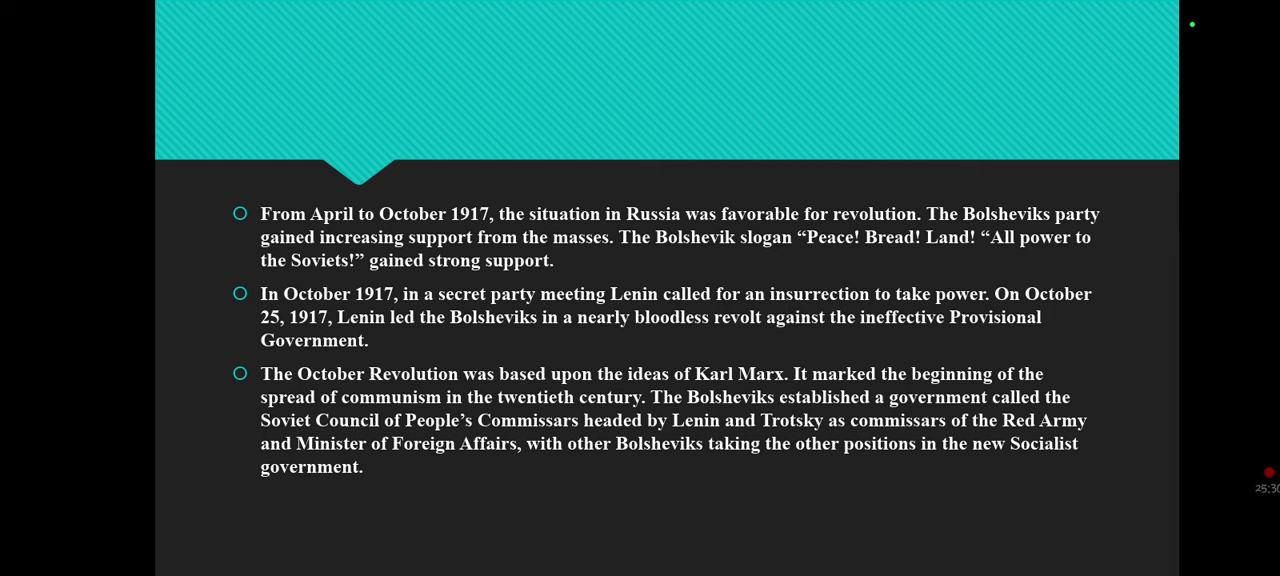 From April to October 1917, the situation in Russia was favorable for revolution. The Bolsheviks party
gained increasing support from the masses. The Bolshevik slogan “Peace! Bread! Land! “All power to
the Soviets!” gained strong support.
In October 1917, in a secret party meeting Lenin called for an insurrection to take power. On October
25, 1917, Lenin led the Bolsheviks in a nearly bloodless revolt against the ineffective Provisional
Government.
The October Revolution was based upon the ideas of Karl Marx. It marked the beginning of the
spread of communism in the twentieth century. The Bolsheviks established a government called the
Soviet Council of People’s Commissars headed by Lenin and Trotsky as commissars of the Red Army
and Minister of Foreign Affairs, with other Bolsheviks taking the other positions in the new Socialist
government.
25:30